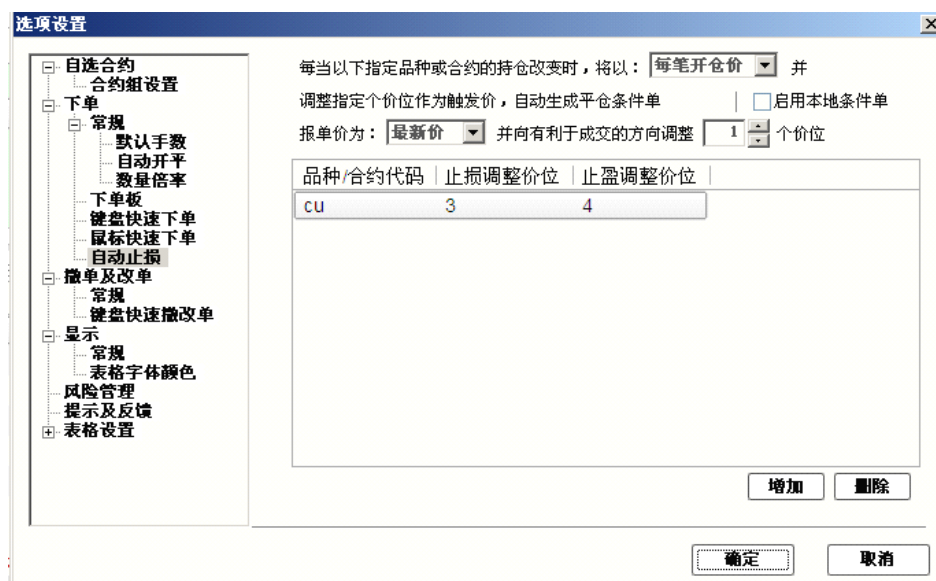 选项设置
自选合约
合约组设置
下单
常规
默认手数
自动开平
数量倍率
下单板
键盘快速下单
鼠标快速下单
自动止损
撤单及改单
常规
键盘快速撤改单
显示
常规
表格字体颜色
风险管理
提示及反馈
表格设置
每当以下指定品种或合约的持仓改变时，将以： 每笔开仓价 并
调整指定个价位作为触发价，自动生成平仓条件单 启用本地条件单
报单价为： 最新价 并向有利于成交的方向调整 1 个价位
品种/合约代码 止损调整价位 止盈调整价位
cu 3 4
增加 删除
确定 取消